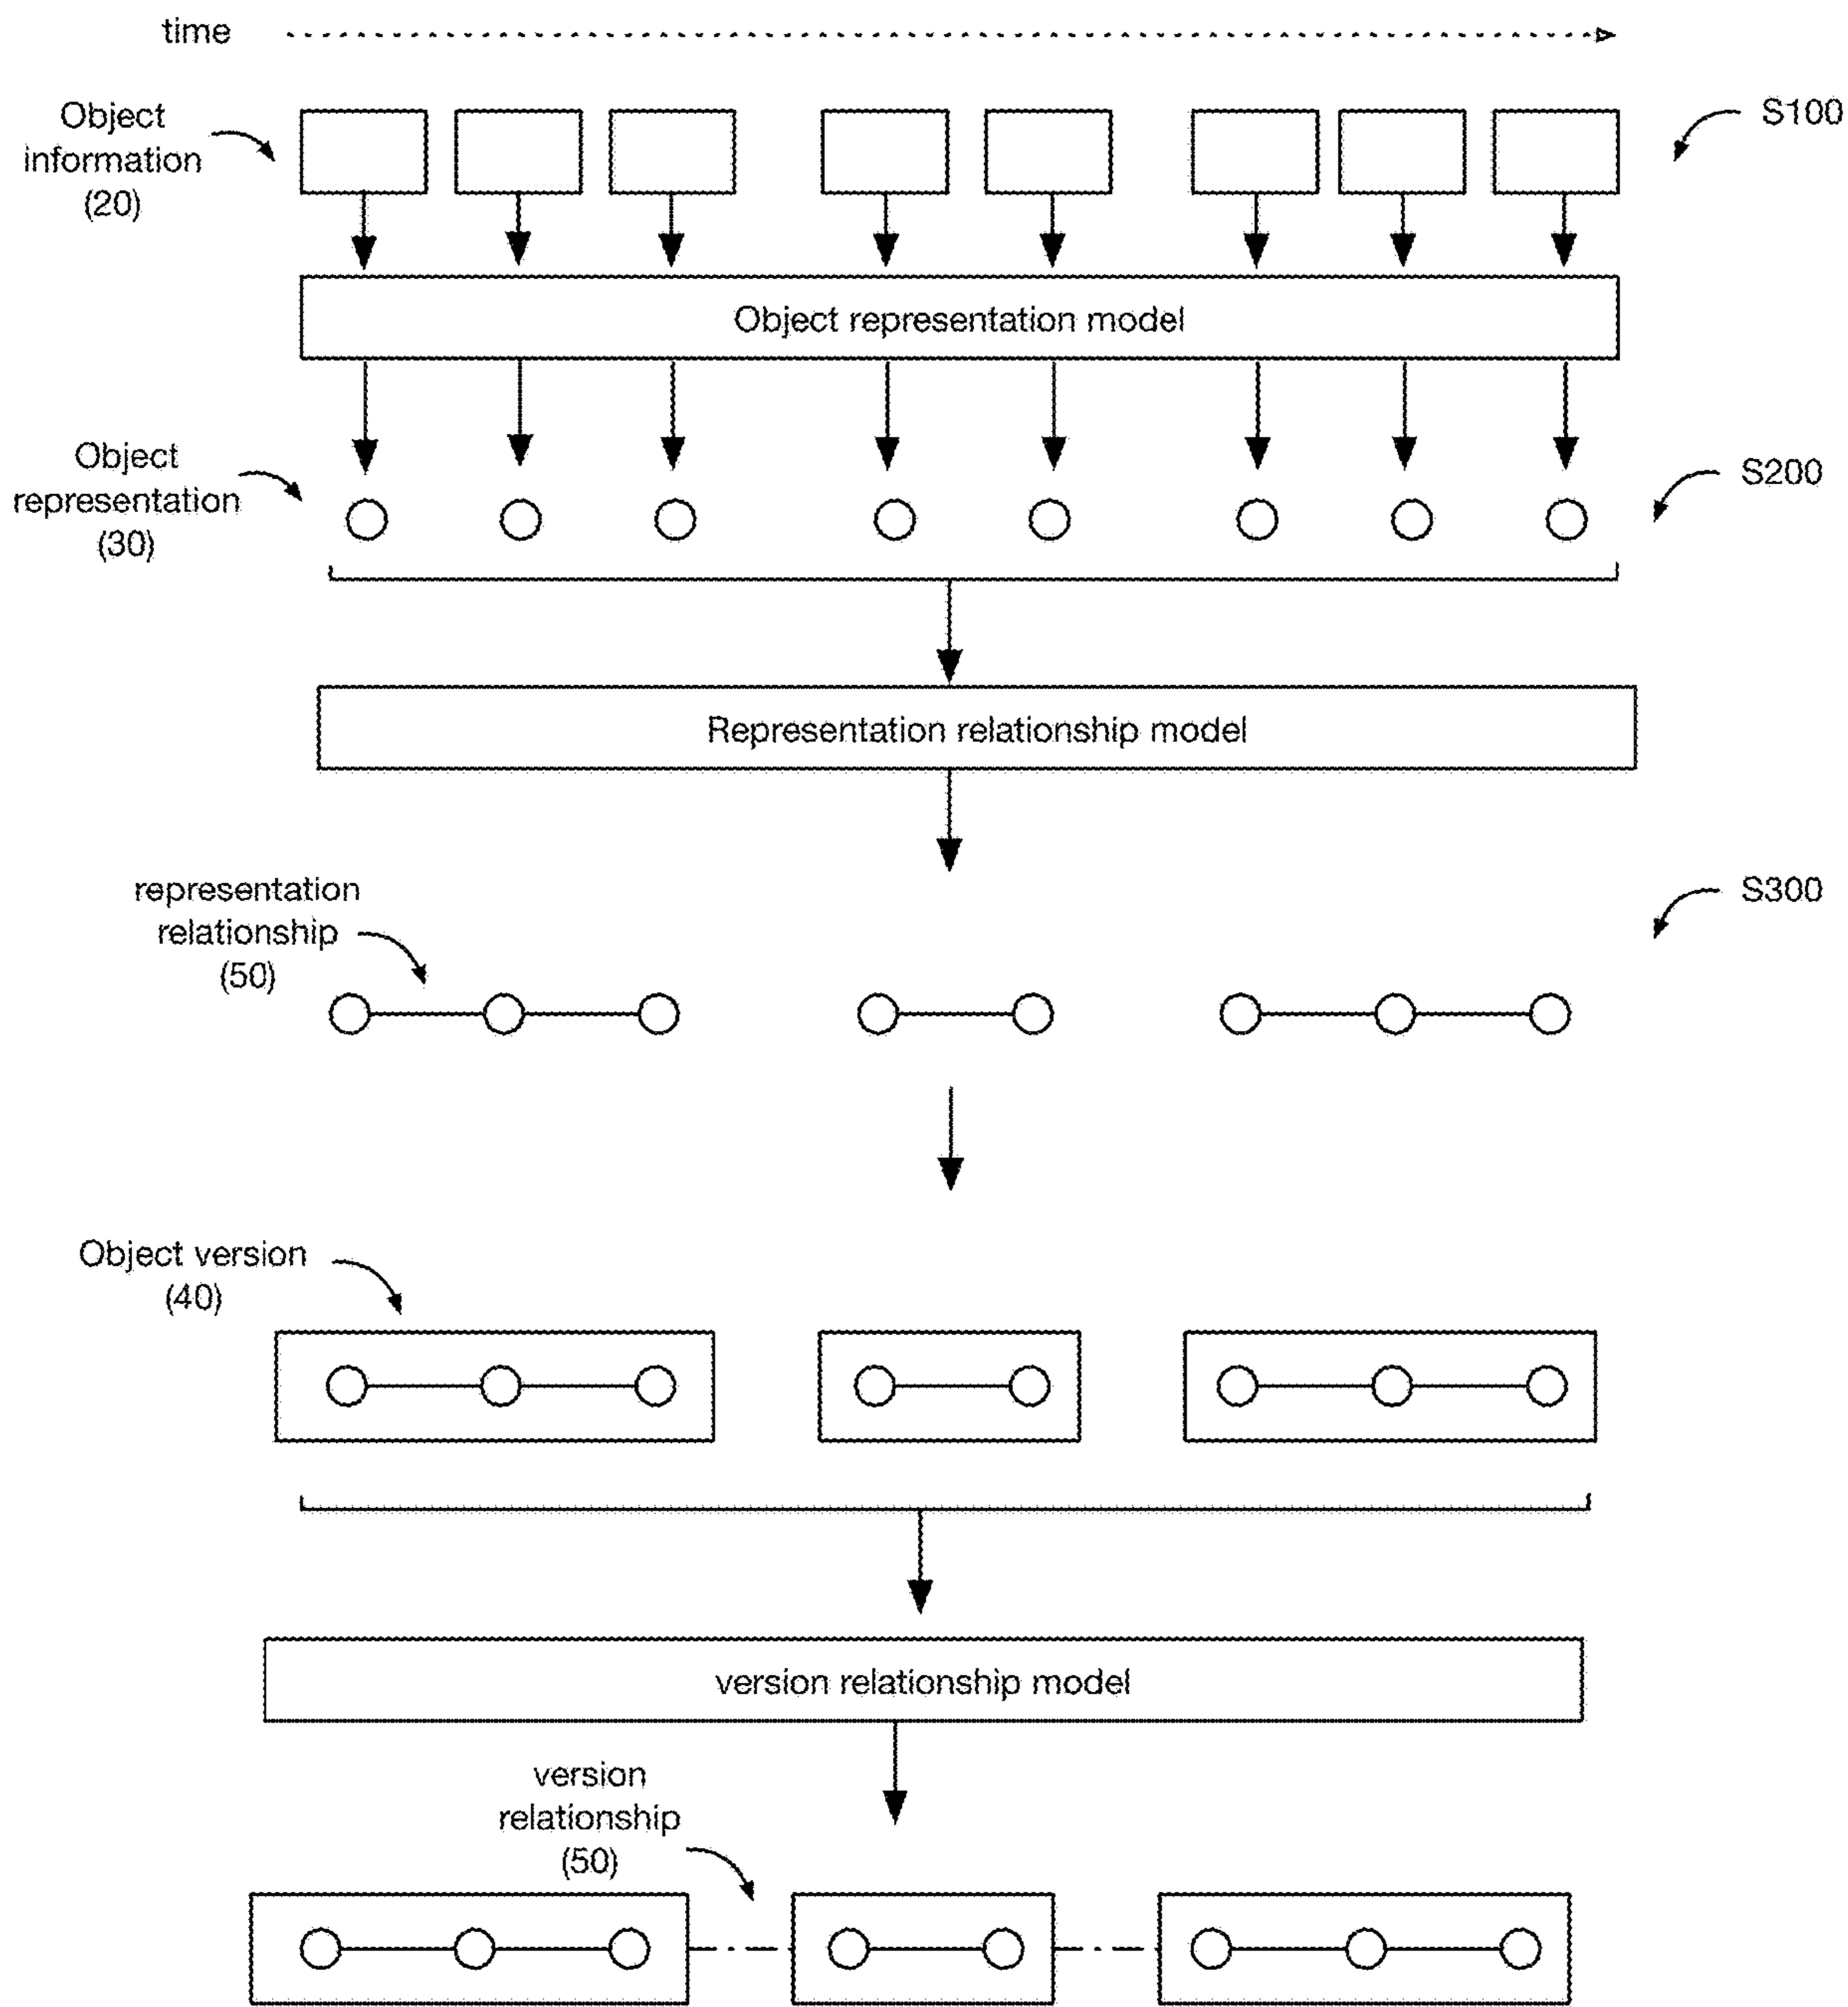 time
Object
information
(20)
S100
Object representation model
Object
representation
(30)
S200
Representation relationship model
representation
relationship
(50)
S300
Object version
(40)
version relationship model
version
relationship
(50)